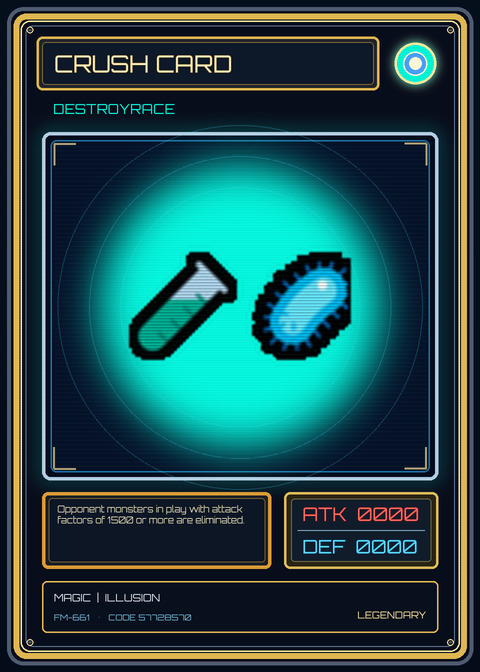 CRUSH CARD
DESTROYRACE
Opponent monsters in play with attack
factors of 1500 or more are eliminated.
ATK 0000
DEF 0000
MAGIC | ILLUSION
FM-661 · CODE 57728570
LEGENDARY